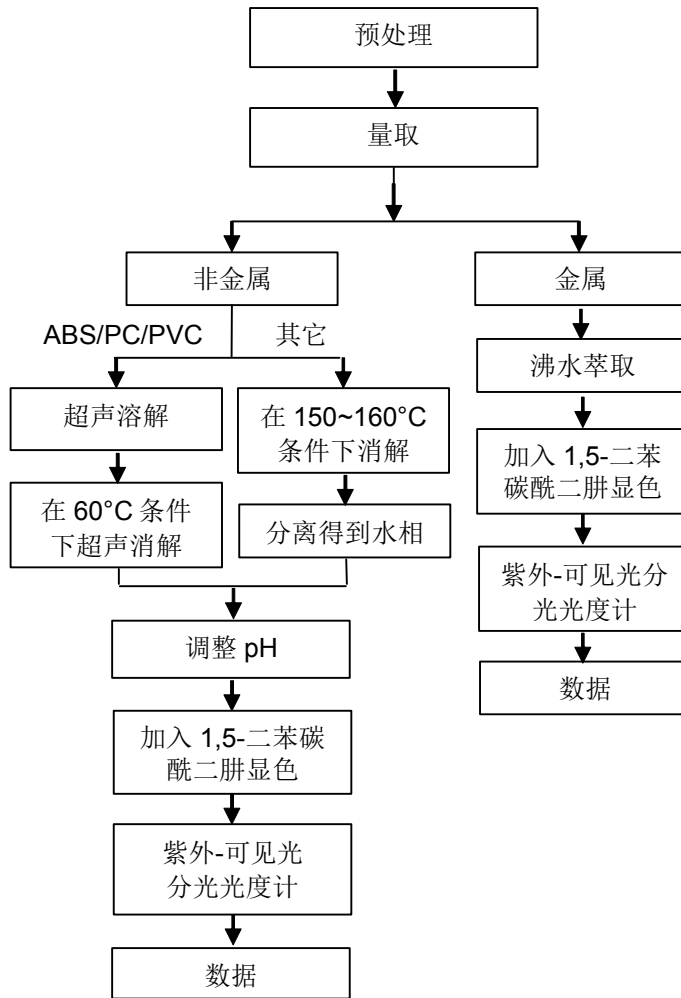 预处理
量取
非金属
金属
ABS/PC/PVC
其它
沸水萃取
超声溶解
在 150~160°C
条件下消解
加入 1,5-二苯
碳酰二肼显色
在 60°C 条件
下超声消解
分离得到水相
紫外-可见光分
光光度计
调整 pH
数据
加入 1,5-二苯碳
酰二肼显色
紫外-可见光
分光光度计
数据